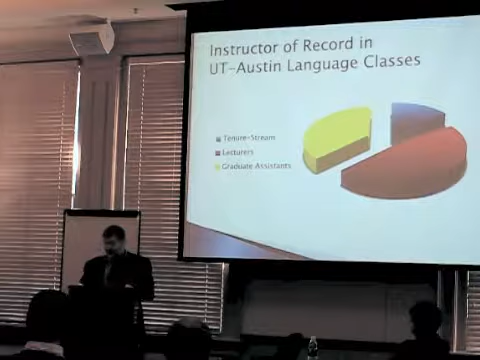 Instructor of Record in
UT-Austin Language Classes
Tenure-Stream
Lecturers
Graduate Assistants